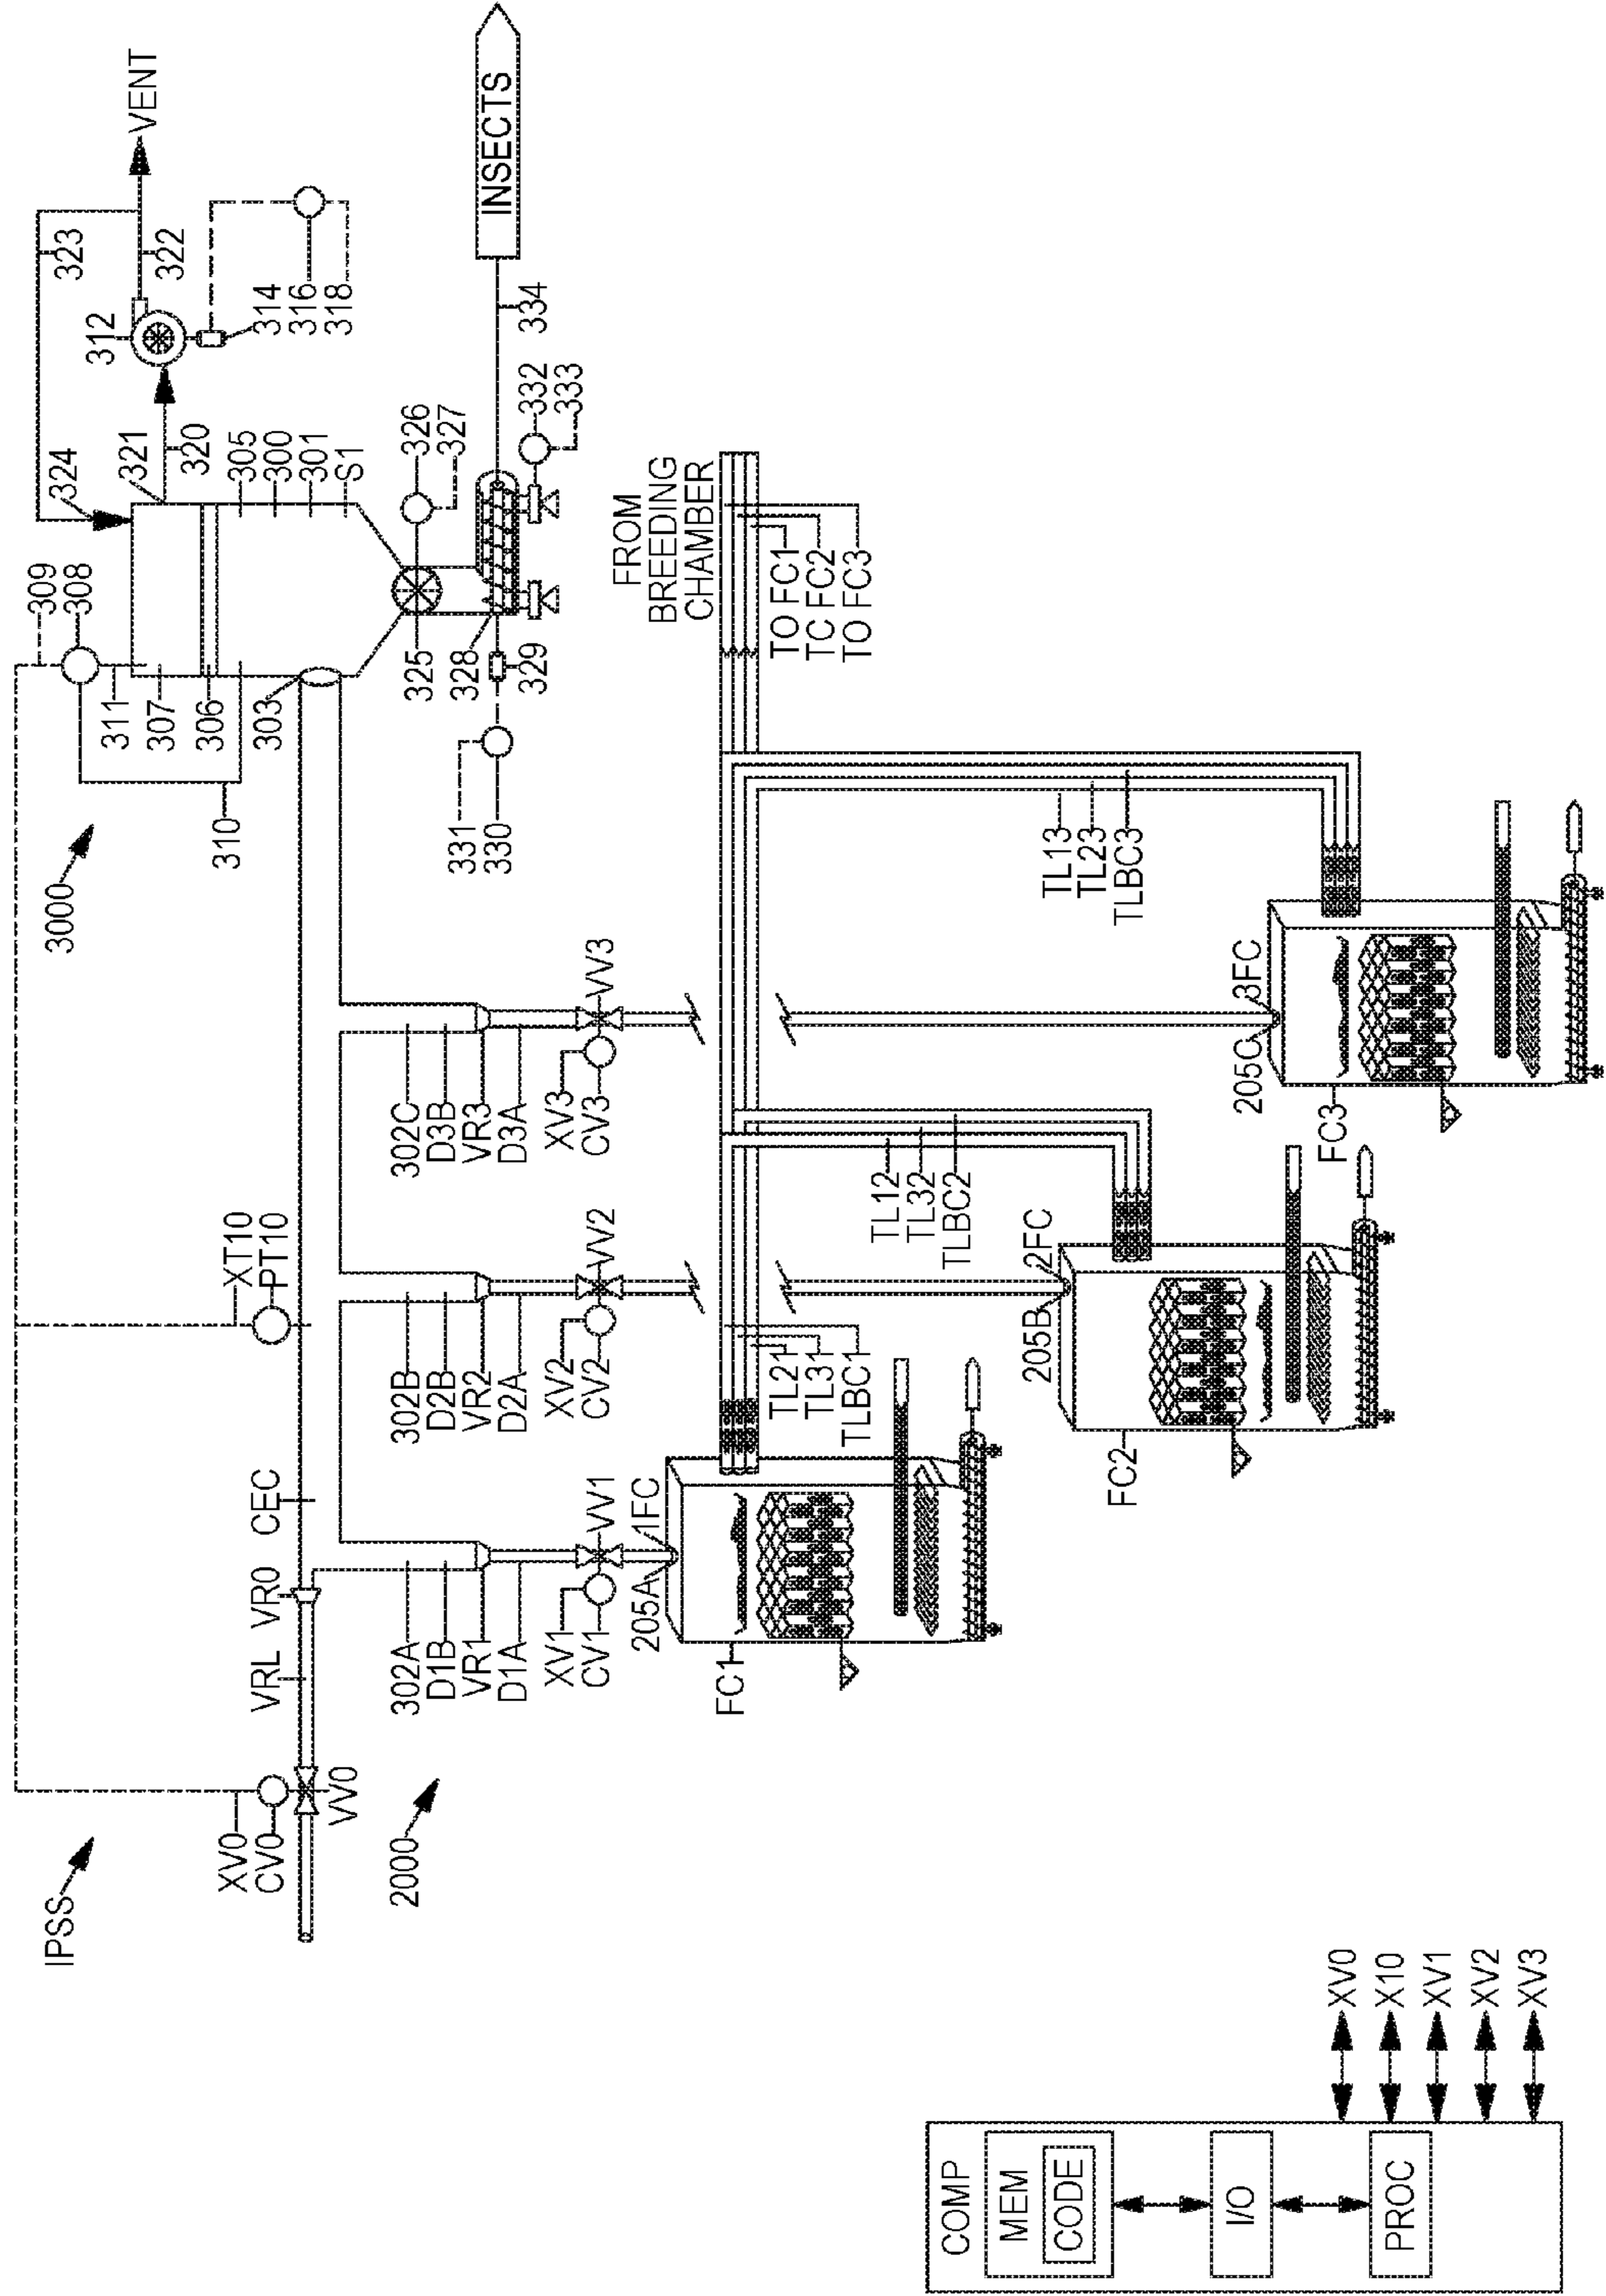 IPSS
3000
XV0
CV0
VV0
VRL
VR0
CEC
XT10
PT10
2000
309
308
311
307
306
303
310
324
321
320
305
300
301
S1
323
322
312
VENT
314
316
318
325
326
327
328
329
331
330
332
333
334
INSECTS
302A
D1B
VR1
D1A
XV1
CV1
VV1
302B
D2B
VR2
D2A
XV2
CV2
VV2
302C
D3B
VR3
D3A
XV3
CV3
VV3
FROM
BREEDING
CHAMBER
TO FC1
TC FC2
TO FC3
205A
1FC
FC1
TL21
TL31
TLBC1
205B
2FC
FC2
TL12
TL32
TLBC2
205C
3FC
FC3
TL13
TL23
TLBC3
COMP
MEM
CODE
I/O
PROC
XV0
X10
XV1
XV2
XV3